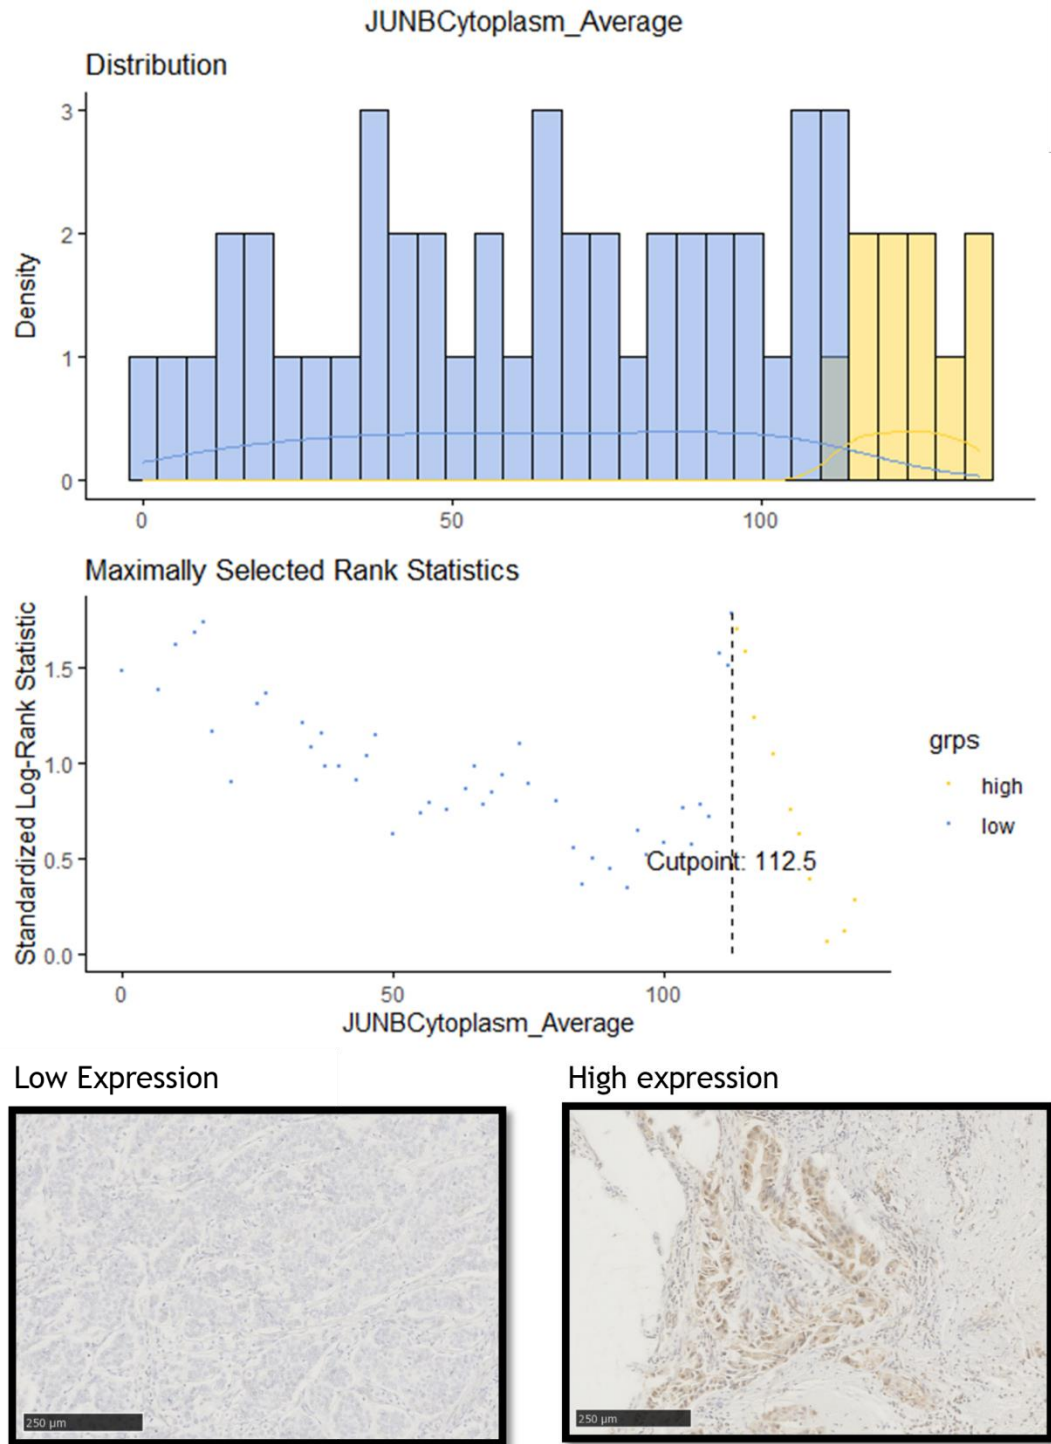 JUNBCytoplasm_Average
Distribution
Density
3
2
1
0
0 50 100
Maximally Selected Rank Statistics
Standardized Log-Rank Statistic
1.5
1.0
0.5
0.0
Cutpoint: 112.5
grps
high
low
0 50 100
JUNBCytoplasm_Average
Low Expression High expression
250 µm 250 µm